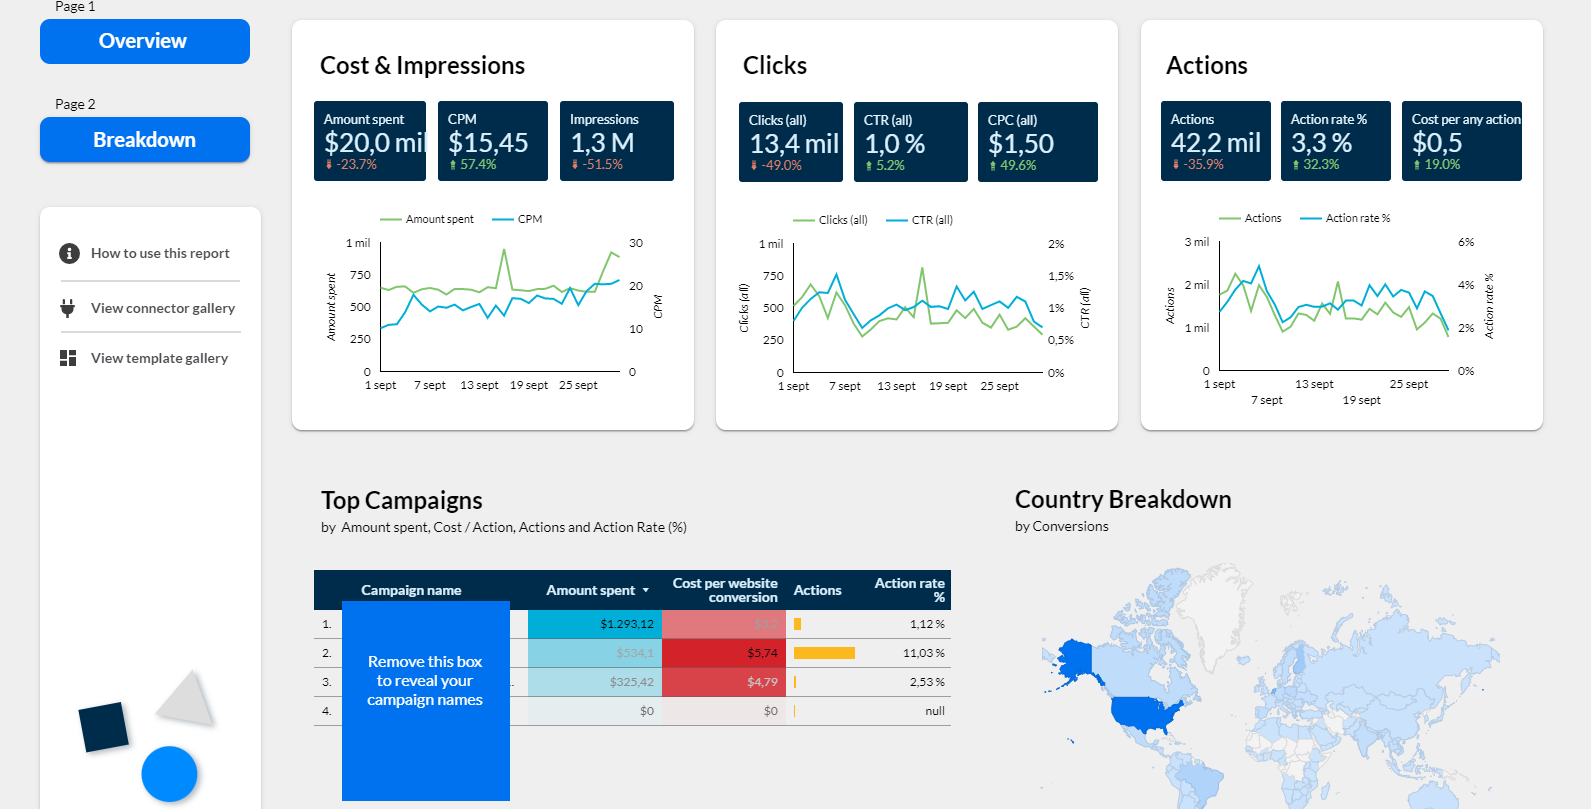 Page 1
Overview
Page 2
Breakdown
How to use this report
View connector gallery
View template gallery
Cost & Impressions
Amount spent
$20,0 mil
-23.7%
CPM
$15,45
57.4%
Impressions
1,3 M
-51.5%
Amount spent
CPM
1 mil
750
500
250
0
Amount spent
30
20
10
0
CPM
1 sept
7 sept
13 sept
19 sept
25 sept
Clicks
Clicks (all)
13,4 mil
-49.0%
CTR (all)
1,0 %
5.2%
CPC (all)
$1,50
49.6%
Clicks (all)
CTR (all)
1 mil
750
500
250
0
Clicks (all)
2%
1,5%
1%
0,5%
0%
CTR (all)
1 sept
7 sept
13 sept
19 sept
25 sept
Actions
Actions
42,2 mil
-35.9%
Action rate %
3,3 %
32.3%
Cost per any action
$0,5
19.0%
Actions
Action rate %
3 mil
2 mil
1 mil
0
Actions
6%
4%
2%
0%
Action rate %
1 sept
7 sept
13 sept
19 sept
25 sept
Top Campaigns
by Amount spent, Cost / Action, Actions and Action Rate (%)
Campaign name
Amount spent
Cost per website
conversion
Actions
Action rate
%
1. $1.293,12 1,12 %
2. $534,1 $5,74 11,03 %
3. ... $325,42 $4,79 2,53 %
4. $0 $0 null
Remove this box
to reveal your
campaign names
Country Breakdown
by Conversions